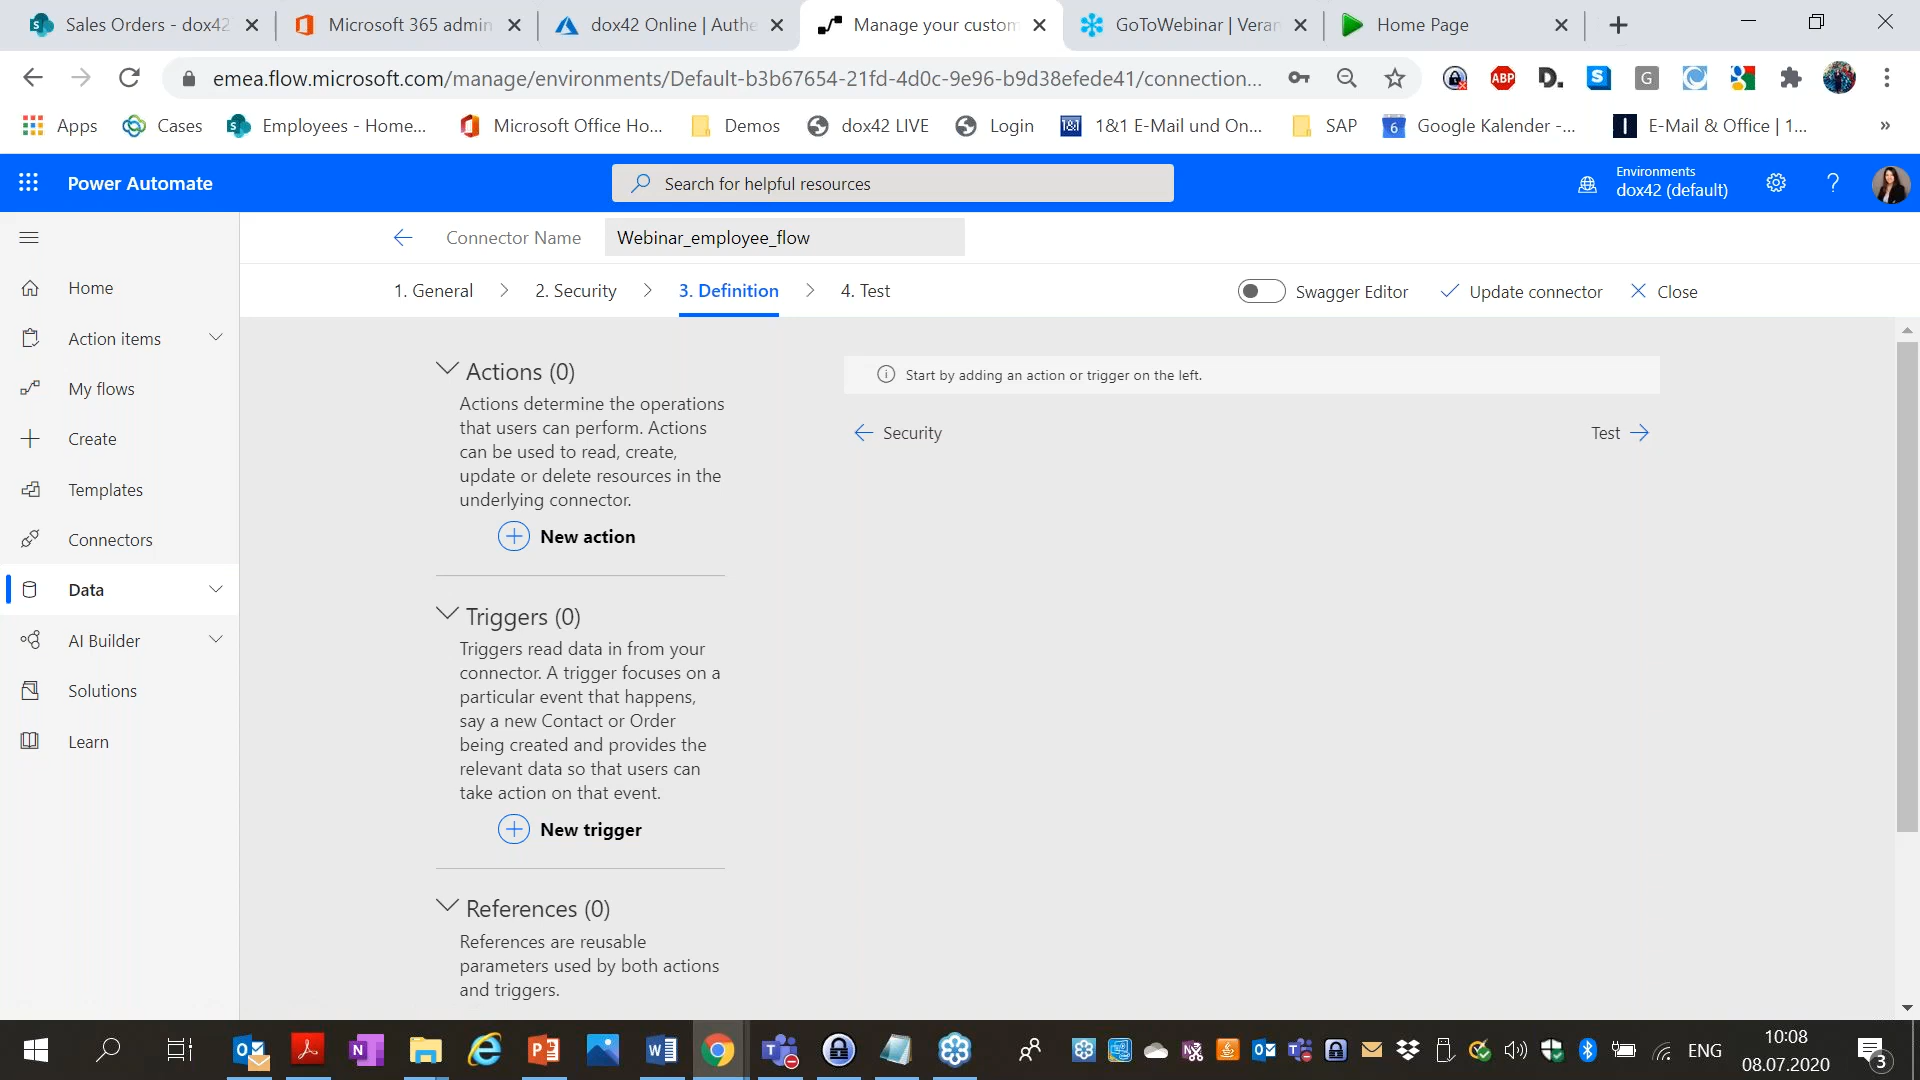 Sales Orders - dox42
Microsoft 365 admin
dox42 Online | Authe
Manage your custom
GoToWebinar | Veran
Home Page
emea.flow.microsoft.com/manage/environments/Default-b3b67654-21fd-4d0c-9e96-b9d38efede41/connection...
ABP
D.
S
G
Apps
Cases
Employees - Home...
Microsoft Office Ho...
Demos
dox42 LIVE
Login
1&1 E-Mail und On...
SAP
Google Kalender -...
E-Mail & Office | 1...
»
Power Automate
Search for helpful resources
Environments
dox42 (default)
?
Connector Name
Webinar_employee_flow
1. General
2. Security
3. Definition
4. Test
Swagger Editor
Update connector
Close
Home
Action items
My flows
Create
Templates
Connectors
Data
AI Builder
Solutions
Learn
Actions (0)
Actions determine the operations
that users can perform. Actions
can be used to read, create,
update or delete resources in the
underlying connector.
New action
Triggers (0)
Triggers read data in from your
connector. A trigger focuses on a
particular event that happens,
say a new Contact or Order
being created and provides the
relevant data so that users can
take action on that event.
New trigger
References (0)
References are reusable
parameters used by both actions
and triggers.
Start by adding an action or trigger on the left.
Security
Test
ENG
10:08
08.07.2020
3